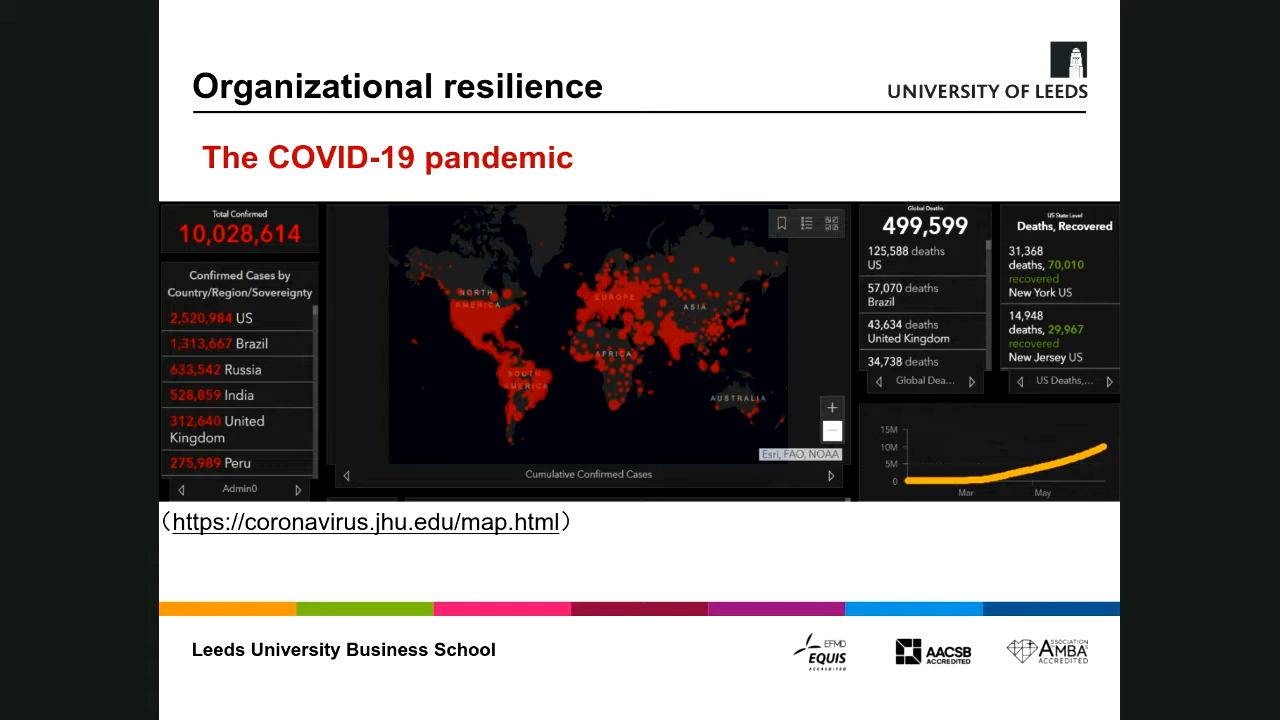 Organizational resilience
UNIVERSITY OF LEEDS
The COVID-19 pandemic
Total Confirmed
10,028,614
Confirmed Cases by
Country/Region/Sovereignty
2,520,984 US
1,313,667 Brazil
633,542 Russia
528,859 India
312,640 United
Kingdom
275,989 Peru
Admin0
NORTH
AMERICA
SOUTH
AMERICA
EUROPE
AFRICA
ASIA
AUSTRALIA
Esri, FAO, NOAA
Cumulative Confirmed Cases
Global Deaths
499,599
125,588 deaths
US
57,070 deaths
Brazil
43,634 deaths
United Kingdom
34,738 deaths
Global Dea...
US State Level
Deaths, Recovered
31,368
deaths, 70,010
recovered
New York US
14,948
deaths, 29,967
recovered
New Jersey US
US Deaths,...
15M
10M
5M
0
Mar
May
（https://coronavirus.jhu.edu/map.html）
Leeds University Business School
EFMD
EQUIS
ACCREDITED
AACSB
ACCREDITED
ASSOCIATION
AMBAs
ACCREDITED